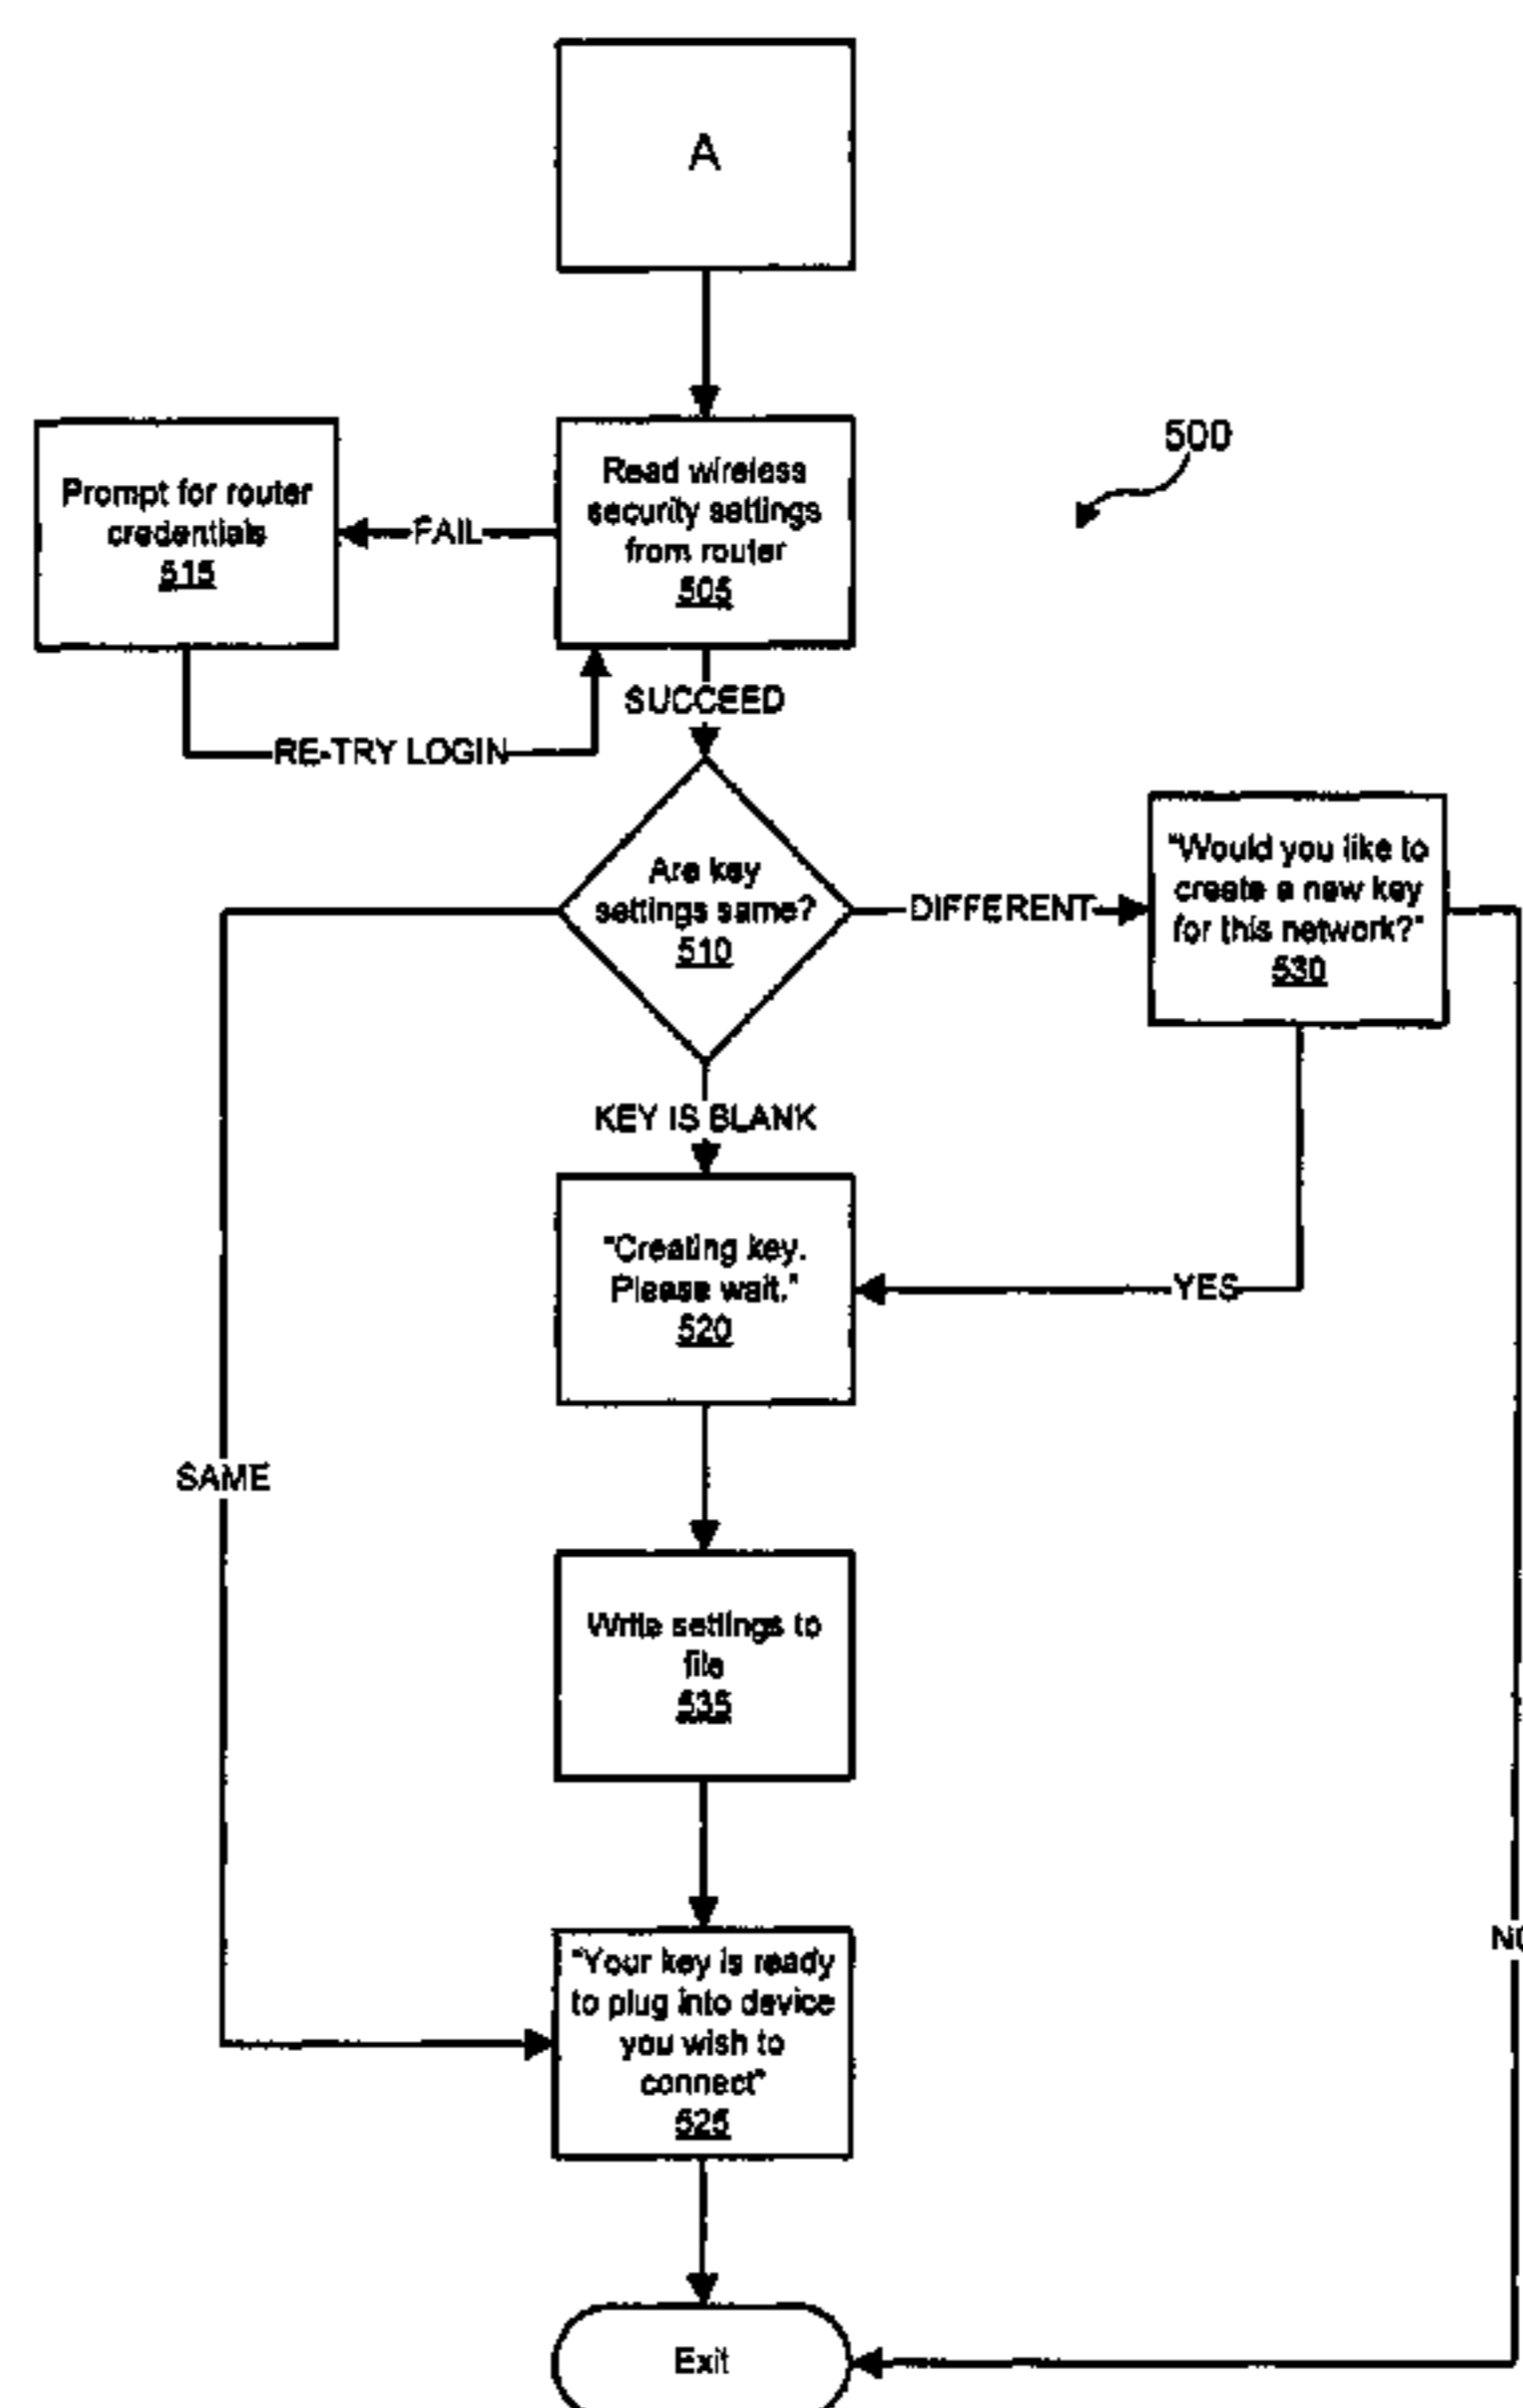 A
500
Read wireless
security settings
from router
505
Prompt for router
credentials
515
FAIL
SUCCEED
RE-TRY LOGIN
Are key
settings same?
510
DIFFERENT
"Would you like to
create a new key
for this network?"
530
KEY IS BLANK
"Creating key.
Please wait."
520
YES
SAME
Write settings to
file
535
"Your key is ready
to plug into device
you wish to
connect"
525
Exit